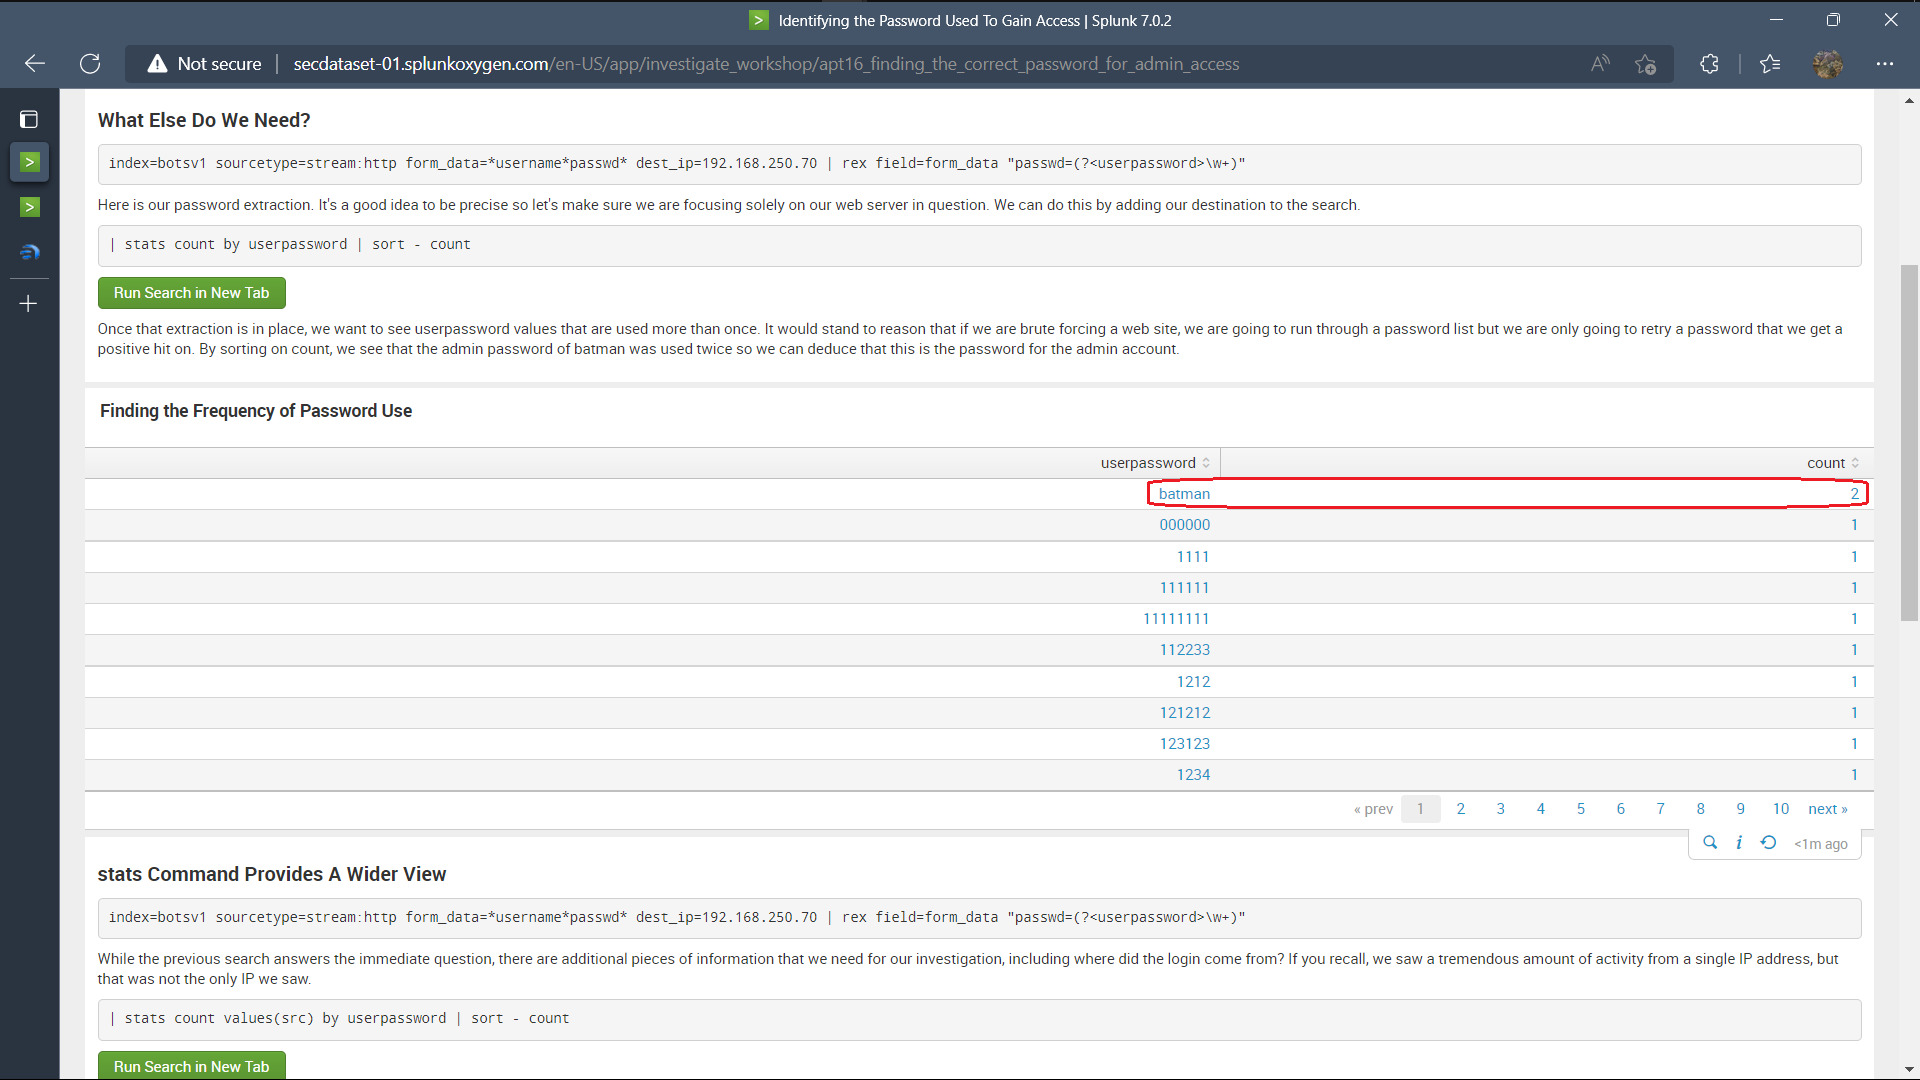 Identifying the Password Used To Gain Access | Splunk 7.0.2
Not secure
secdataset-01.splunkoxygen.com/en-US/app/investigate_workshop/apt16_finding_the_correct_password_for_admin_access
What Else Do We Need?
index=botsv1 sourcetype=stream:http form_data=*username*passwd* dest_ip=192.168.250.70 | rex field=form_data "passwd=(?<userpassword>\w+)"
Here is our password extraction. It's a good idea to be precise so let's make sure we are focusing solely on our web server in question. We can do this by adding our destination to the search.
| stats count by userpassword | sort - count
Run Search in New Tab
Once that extraction is in place, we want to see userpassword values that are used more than once. It would stand to reason that if we are brute forcing a web site, we are going to run through a password list but we are only going to retry a password that we get a
positive hit on. By sorting on count, we see that the admin password of batman was used twice so we can deduce that this is the password for the admin account.
Finding the Frequency of Password Use
userpassword count
batman 2
000000 1
1111 1
111111 1
11111111 1
112233 1
1212 1
121212 1
123123 1
1234 1
« prev 1 2 3 4 5 6 7 8 9 10 next »
i <1m ago
stats Command Provides A Wider View
index=botsv1 sourcetype=stream:http form_data=*username*passwd* dest_ip=192.168.250.70 | rex field=form_data "passwd=(?<userpassword>\w+)"
While the previous search answers the immediate question, there are additional pieces of information that we need for our investigation, including where did the login come from? If you recall, we saw a tremendous amount of activity from a single IP address, but
that was not the only IP we saw.
| stats count values(src) by userpassword | sort - count
Run Search in New Tab